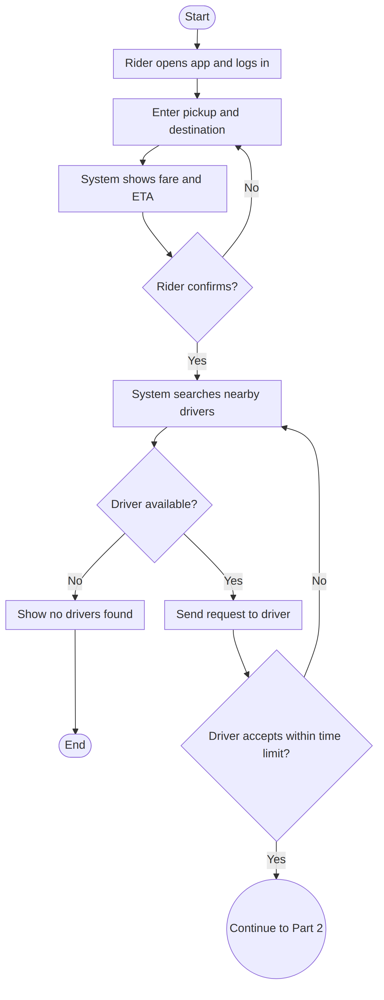 Start
Rider opens app and logs in
Enter pickup and
destination
System shows fare and
ETA
No
Rider confirms?
Yes
System searches nearby
drivers
Driver available?
No
Yes
No
Show no drivers found
Send request to driver
Driver accepts within time
limit?
End
Yes
Continue to Part 2